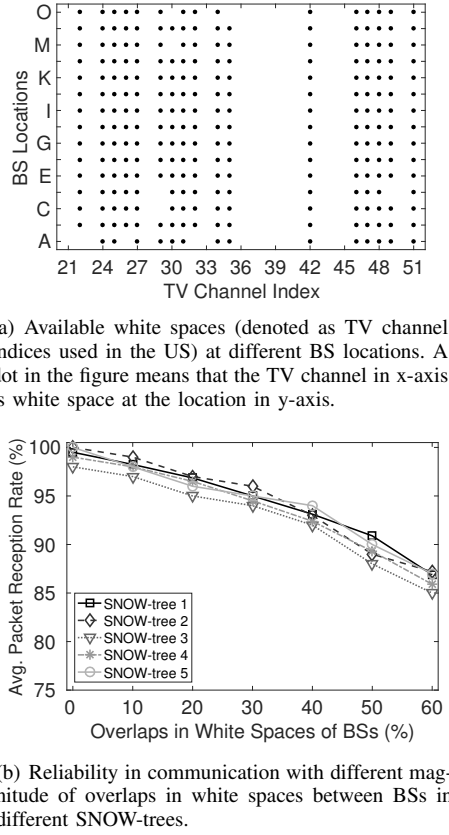 O
M
K
I
G
E
C
A
BS Locations
21 24 27 30 33 36 39 42 45 48 51
TV Channel Index
a) Available white spaces (denoted as TV channel
ndices used in the US) at different BS locations. A
dot in the figure means that the TV channel in x-axis
s white space at the location in y-axis.
100
95
90
85
80
75
Avg. Packet Reception Rate (%)
SNOW-tree 1
SNOW-tree 2
SNOW-tree 3
SNOW-tree 4
SNOW-tree 5
0 10 20 30 40 50 60
Overlaps in White Spaces of BSs (%)
b) Reliability in communication with different mag-
nitude of overlaps in white spaces between BSs in
different SNOW-trees.